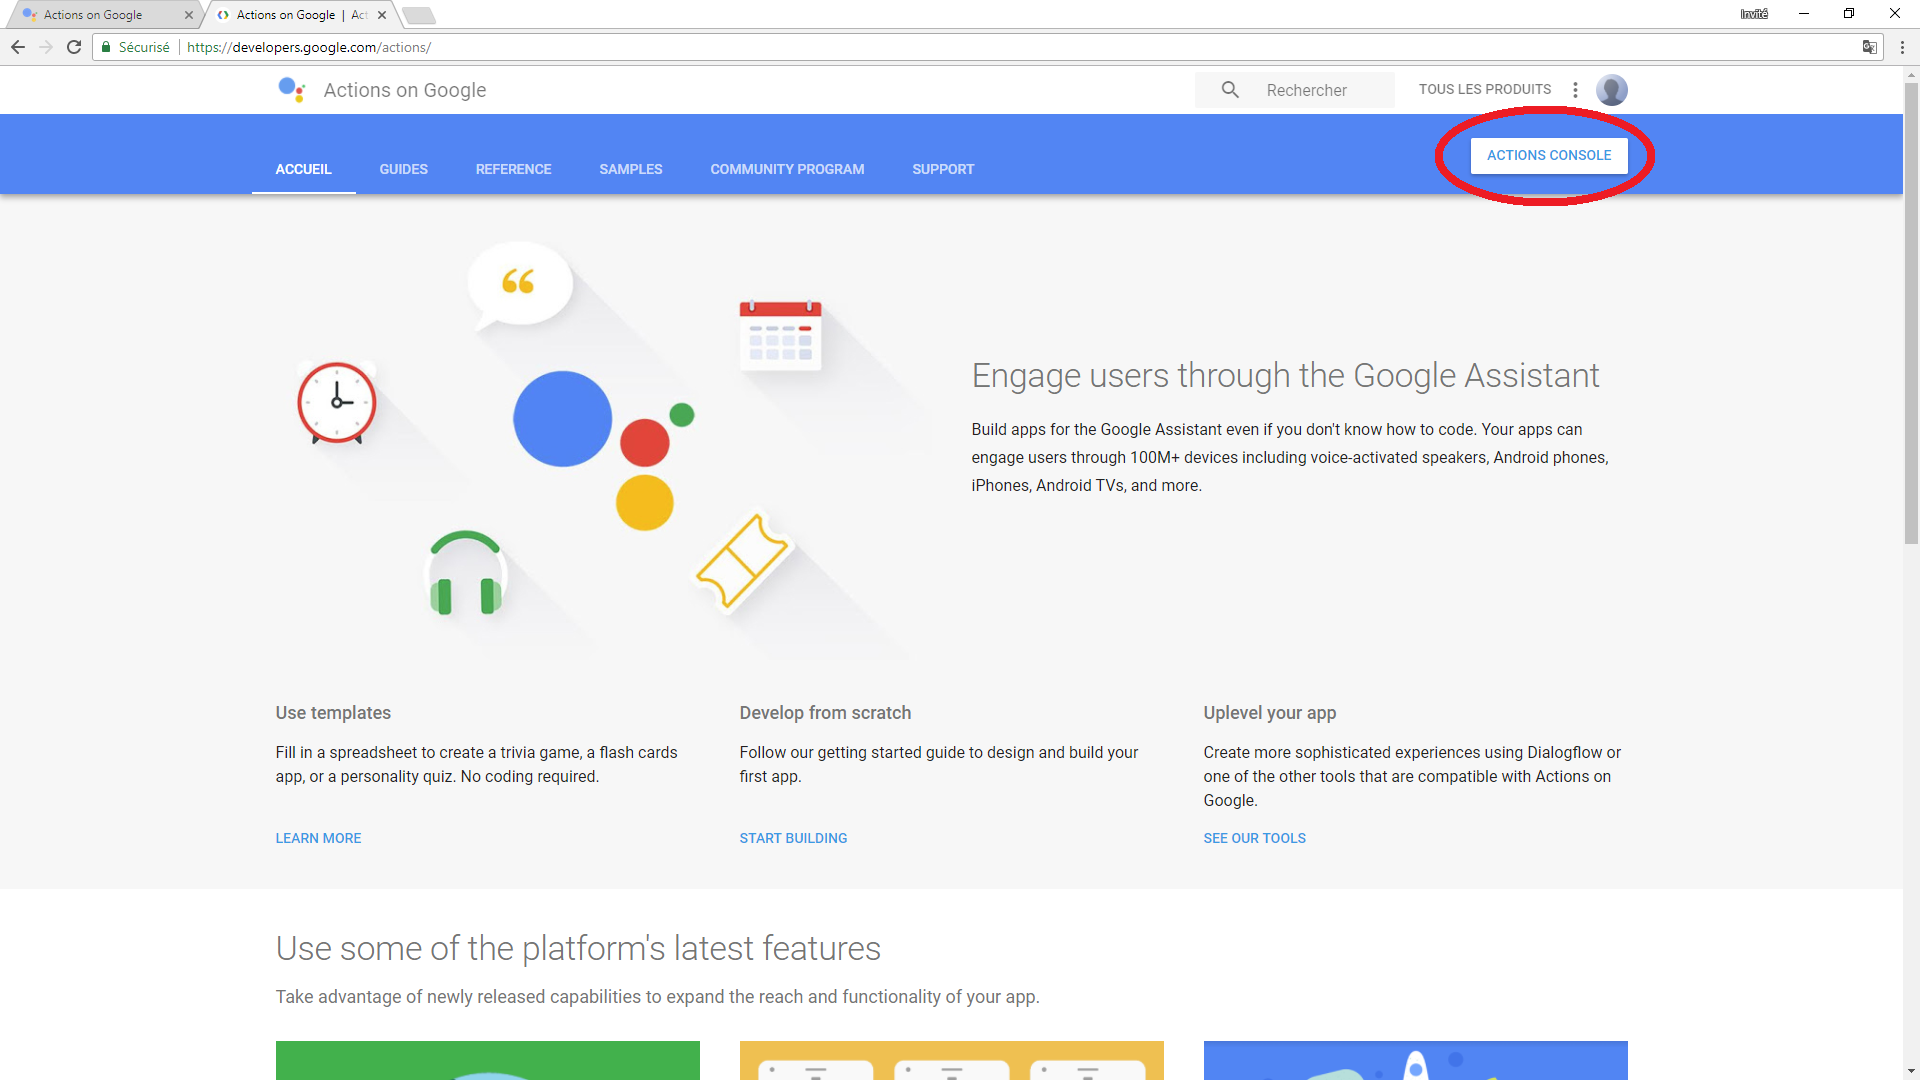 Actions on Google
Actions on Google | Act
Invité
Sécurisé
https://developers.google.com/actions/
Actions on Google
Rechercher
TOUS LES PRODUITS
ACCUEIL
GUIDES
REFERENCE
SAMPLES
COMMUNITY PROGRAM
SUPPORT
ACTIONS CONSOLE
Engage users through the Google Assistant
Build apps for the Google Assistant even if you don't know how to code. Your apps can
engage users through 100M+ devices including voice-activated speakers, Android phones,
iPhones, Android TVs, and more.
Use templates
Fill in a spreadsheet to create a trivia game, a flash cards
app, or a personality quiz. No coding required.
LEARN MORE
Develop from scratch
Follow our getting started guide to design and build your
first app.
START BUILDING
Uplevel your app
Create more sophisticated experiences using Dialogflow or
one of the other tools that are compatible with Actions on
Google.
SEE OUR TOOLS
Use some of the platform's latest features
Take advantage of newly released capabilities to expand the reach and functionality of your app.